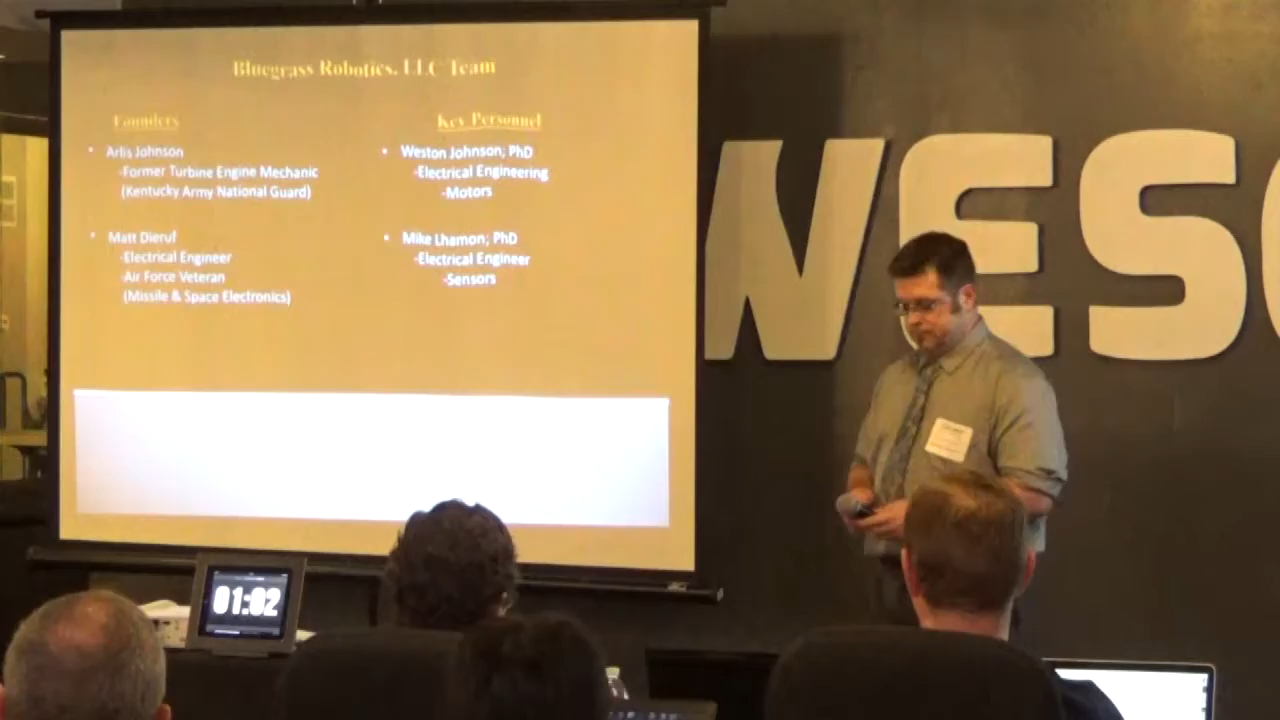 Bluegrass Robotics, LLC Team
Founders
• Arlis Johnson
-Former Turbine Engine Mechanic
(Kentucky Army National Guard)
• Matt Dieruf
-Electrical Engineer
-Air Force Veteran
(Missile & Space Electronics)
Key Personnel
• Weston Johnson, PhD
-Electrical Engineering
-Motors
• Mike Lhamon, PhD
-Electrical Engineer
-Sensors
WES
01:02